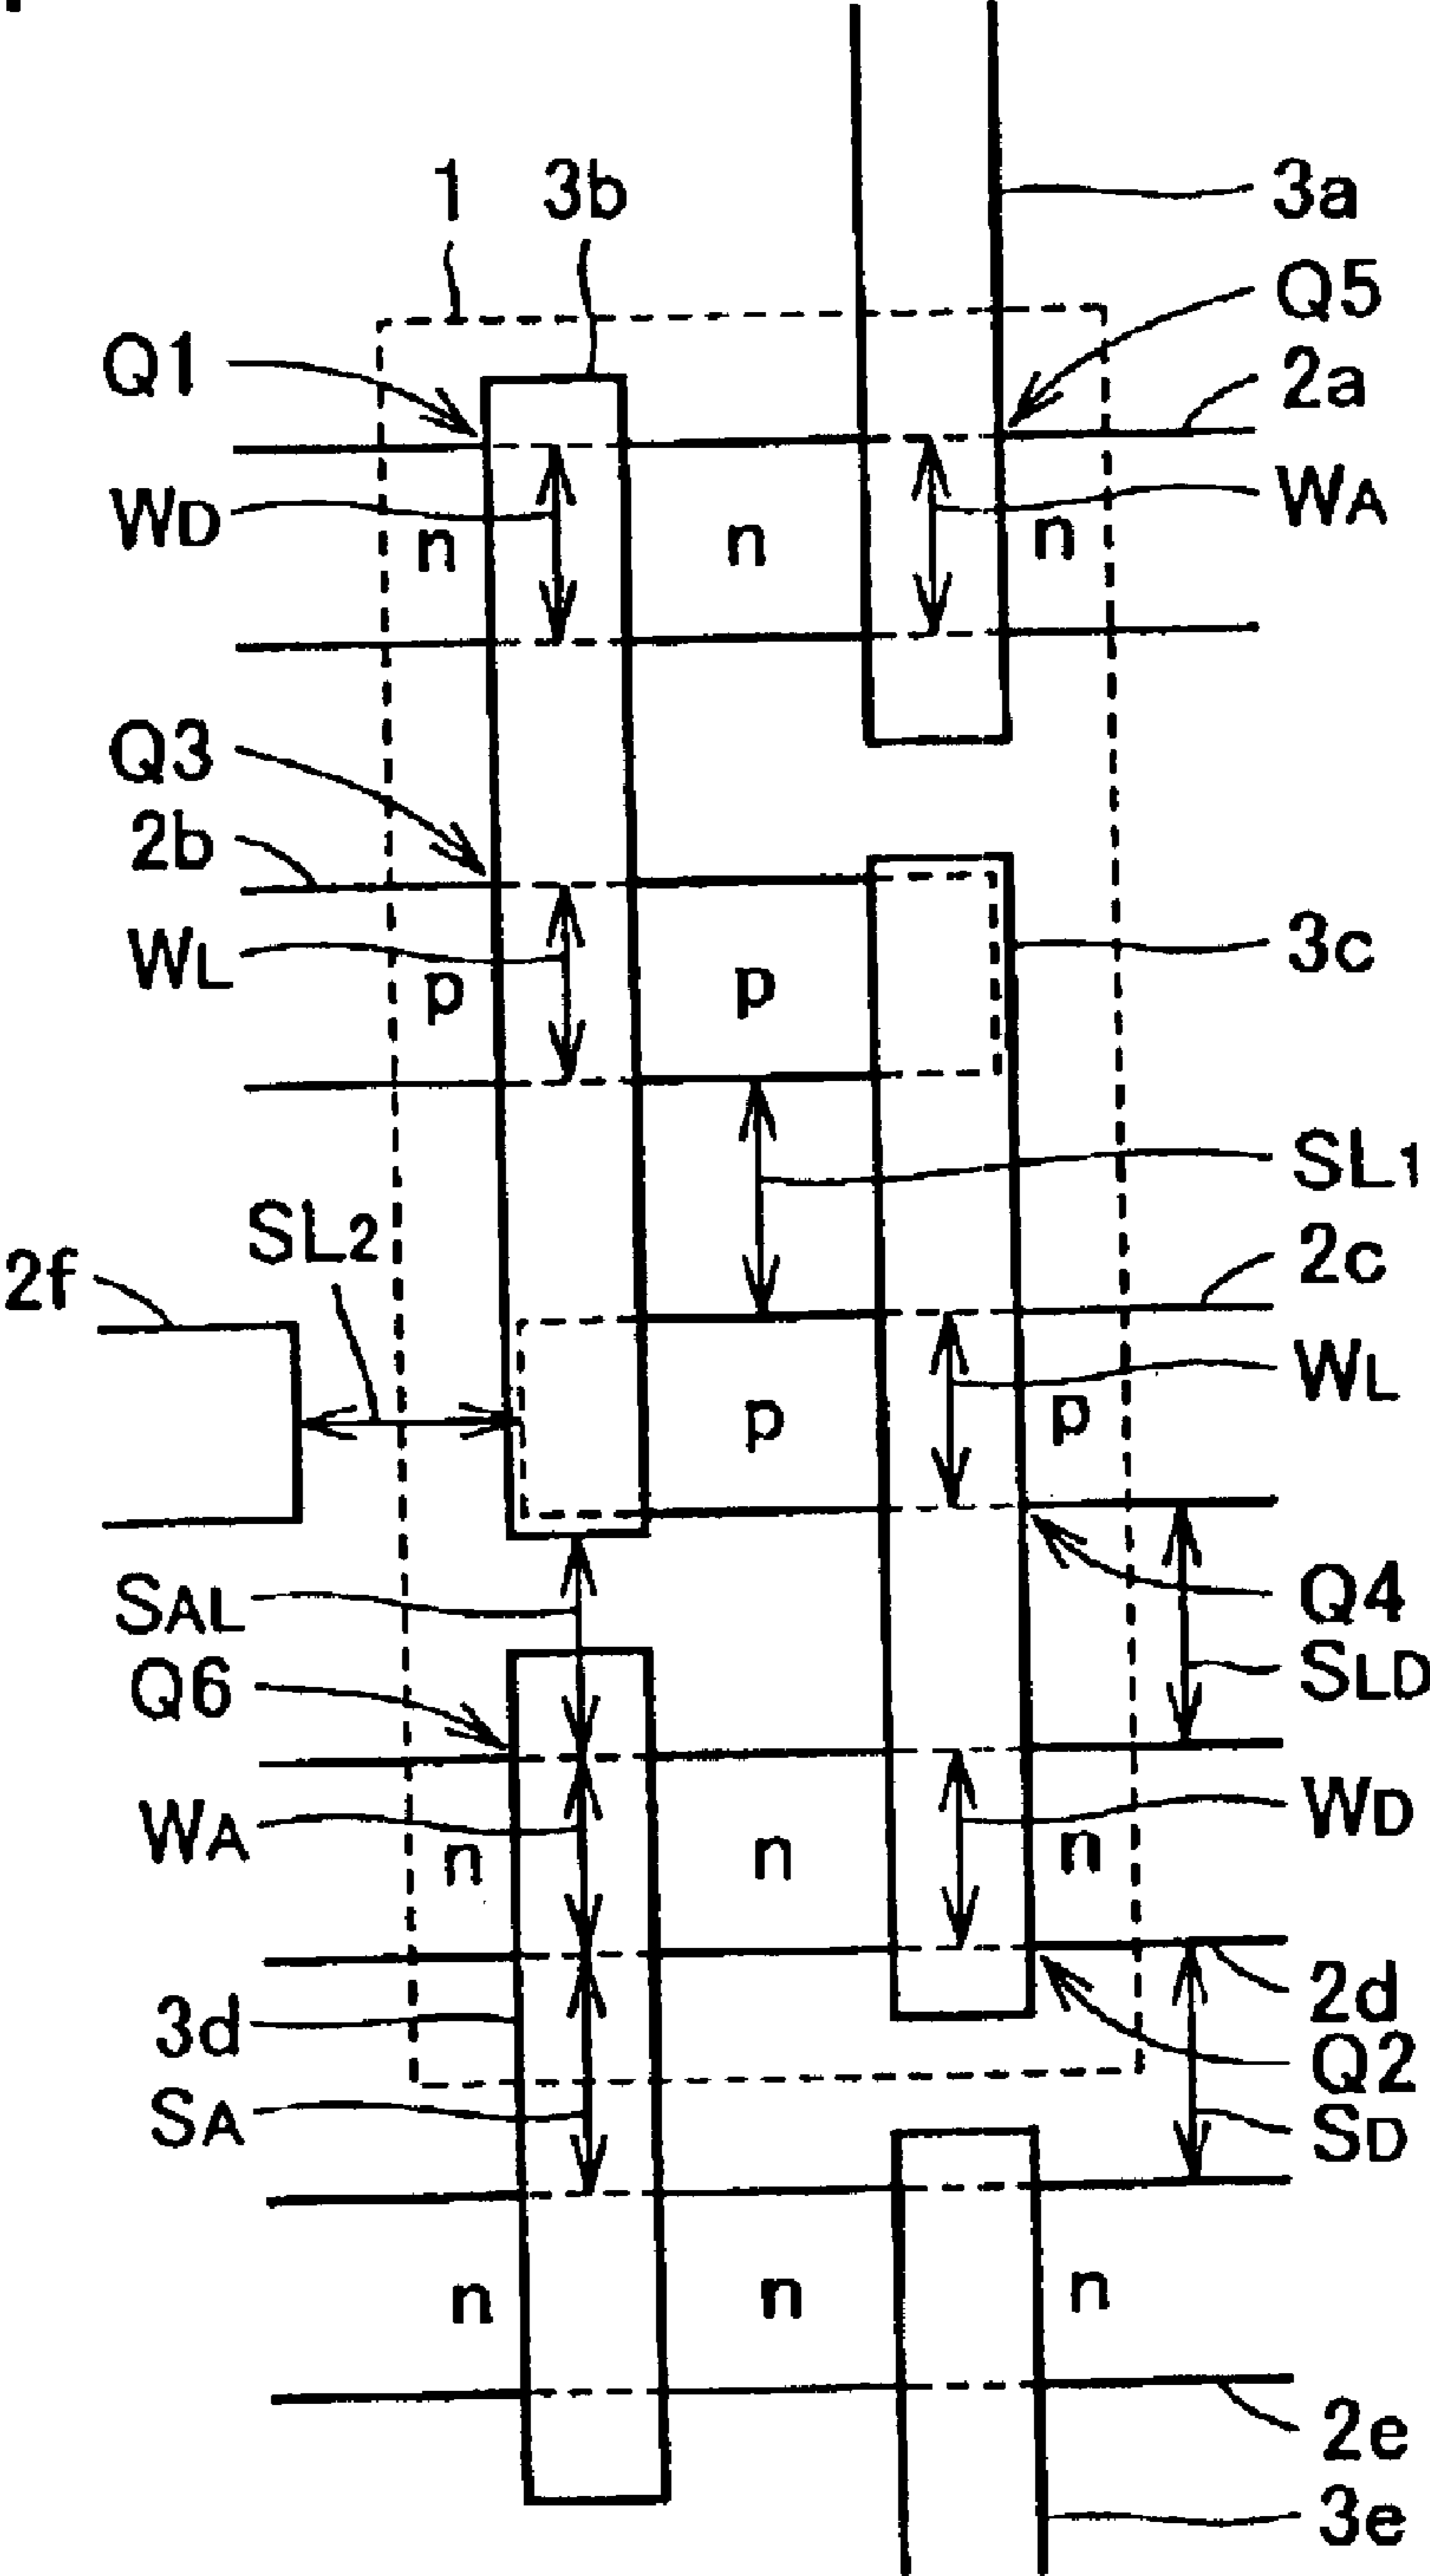 1 3b 3a
Q1 Q5
2a
WD n n n WA
Q3
2b
WL p p 3c
SL1
SL2
2f 2c
p p WL
SAL Q4
Q6 SLD
WA n n n WD
3d 2d
Q2
SA SD
n n n
2e
3e